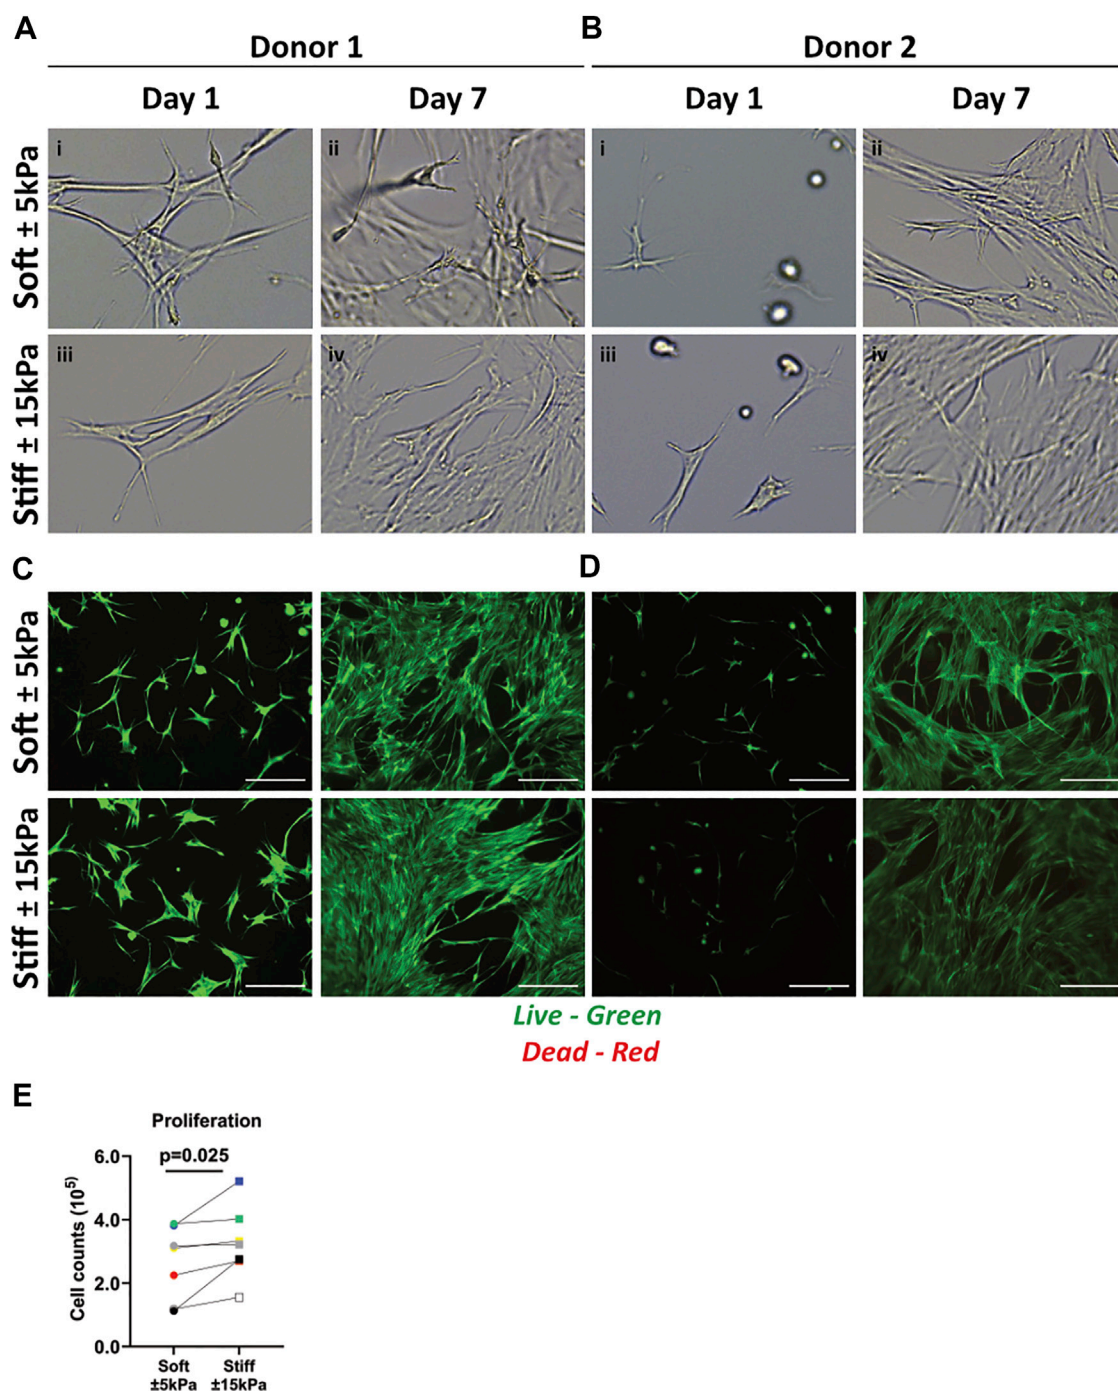 A
B
Donor 1
Donor 2
Day 1
Day 7
Day 1
Day 7
Soft ± 5kPa
i
ii
i
ii
Stiff ± 15kPa
iii
iv
iii
iv
C
D
Soft ± 5kPa
Stiff ± 15kPa
Live - Green
Dead - Red
E
Proliferation
p=0.025
Cell counts (10⁵)
6.0
4.0
2.0
0.0
Soft
±5kPa
Stiff
±15kPa